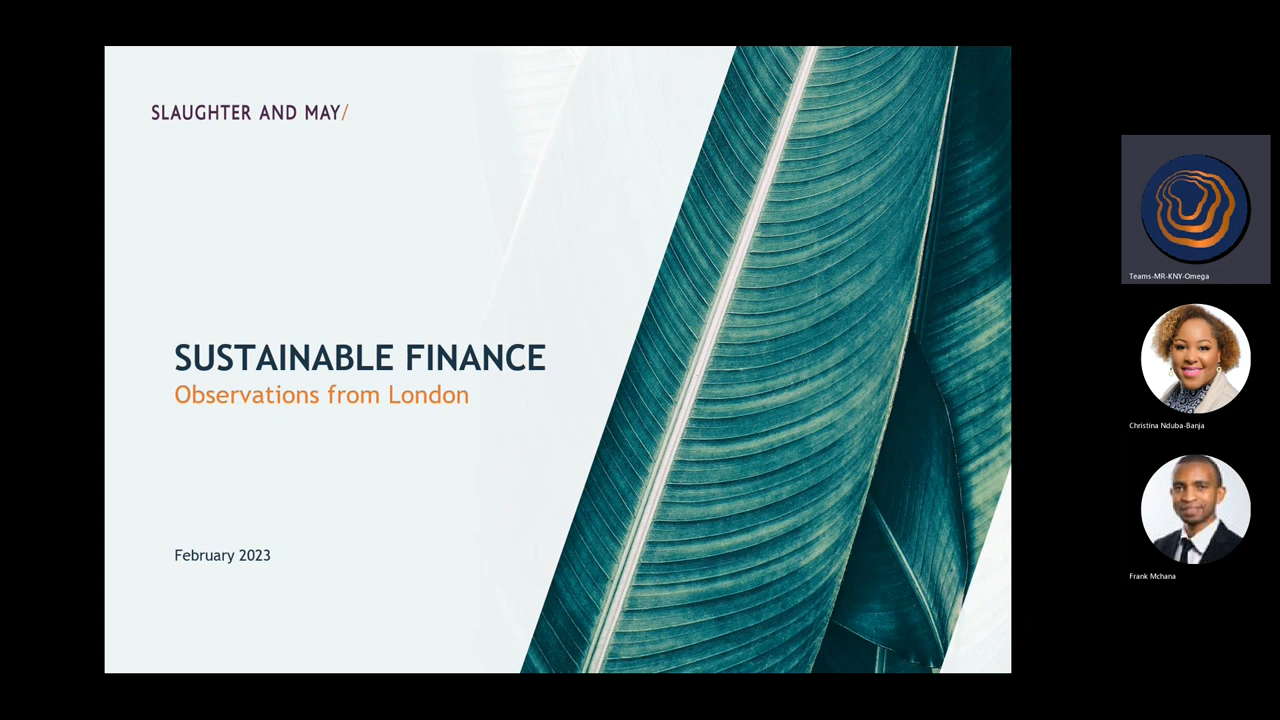 SLAUGHTER AND MAY/
SUSTAINABLE FINANCE
Observations from London
February 2023
Teams-MR-KNY-Omega
Christina Nduba-Banja
Frank Mchana